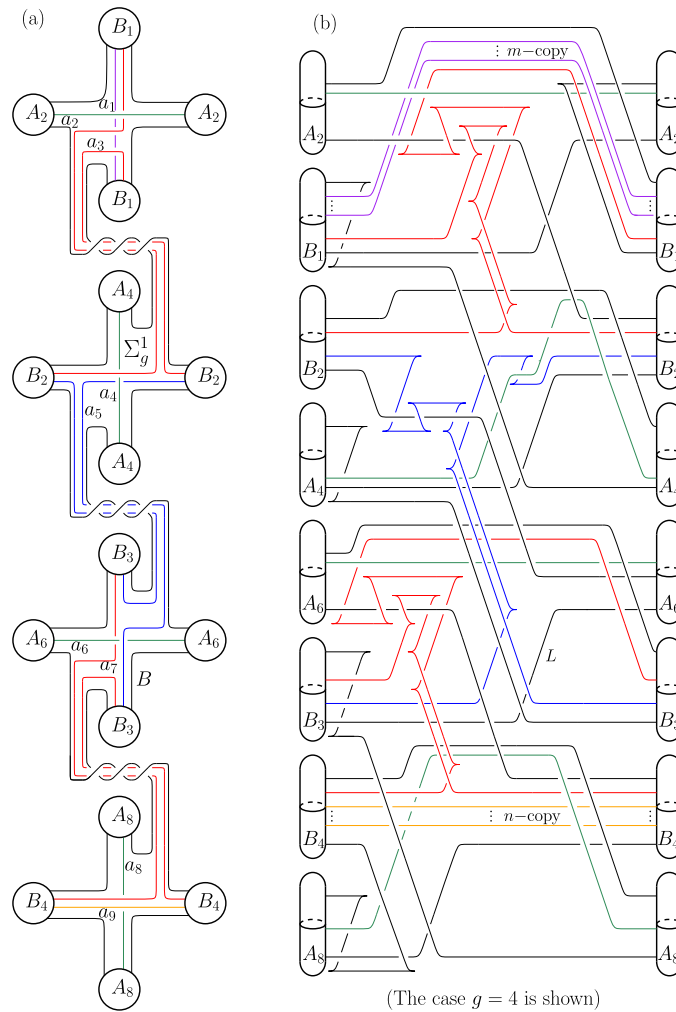 (a)
B₁
A₂
a₁
A₂
a₂
a₃
B₁
A₄
Σ_g^1
B₂
B₂
a₄
a₅
A₄
B₃
A₆
A₆
a₆
a₇
B
B₃
A₈
a₈
B₄
B₄
a₉
A₈
(b)
⋮ m−copy
A₂
A₂
⋮
⋮
B₁
B₁
B₂
B₂
A₄
A₄
A₆
A₆
L
B₃
B₃
⋮
⋮ n−copy
⋮
B₄
B₄
A₈
A₈
(The case g = 4 is shown)